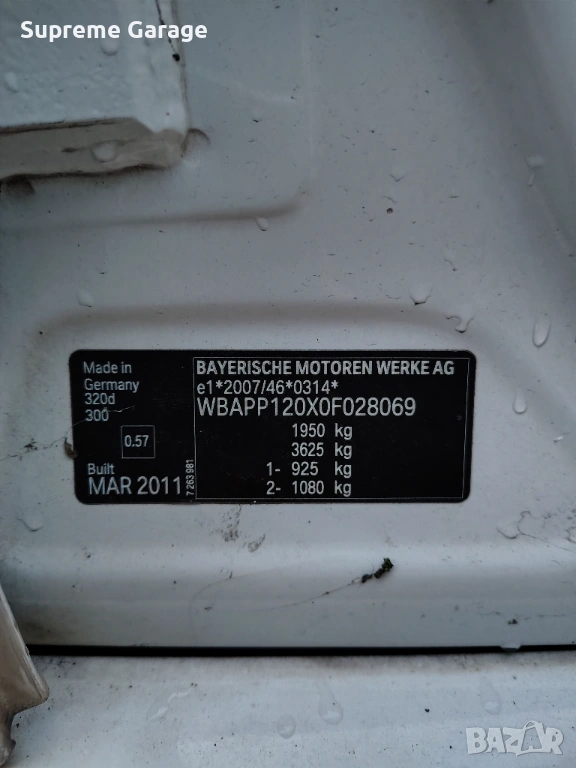 Supreme Garage
Made in
Germany
320d
300
0.57
Built
MAR 2011
7 263 981
BAYERISCHE MOTOREN WERKE AG
e1*2007/46*0314*
WBAPP120X0F028069
1950 kg
3625 kg
1- 925 kg
2- 1080 kg
BAZAR